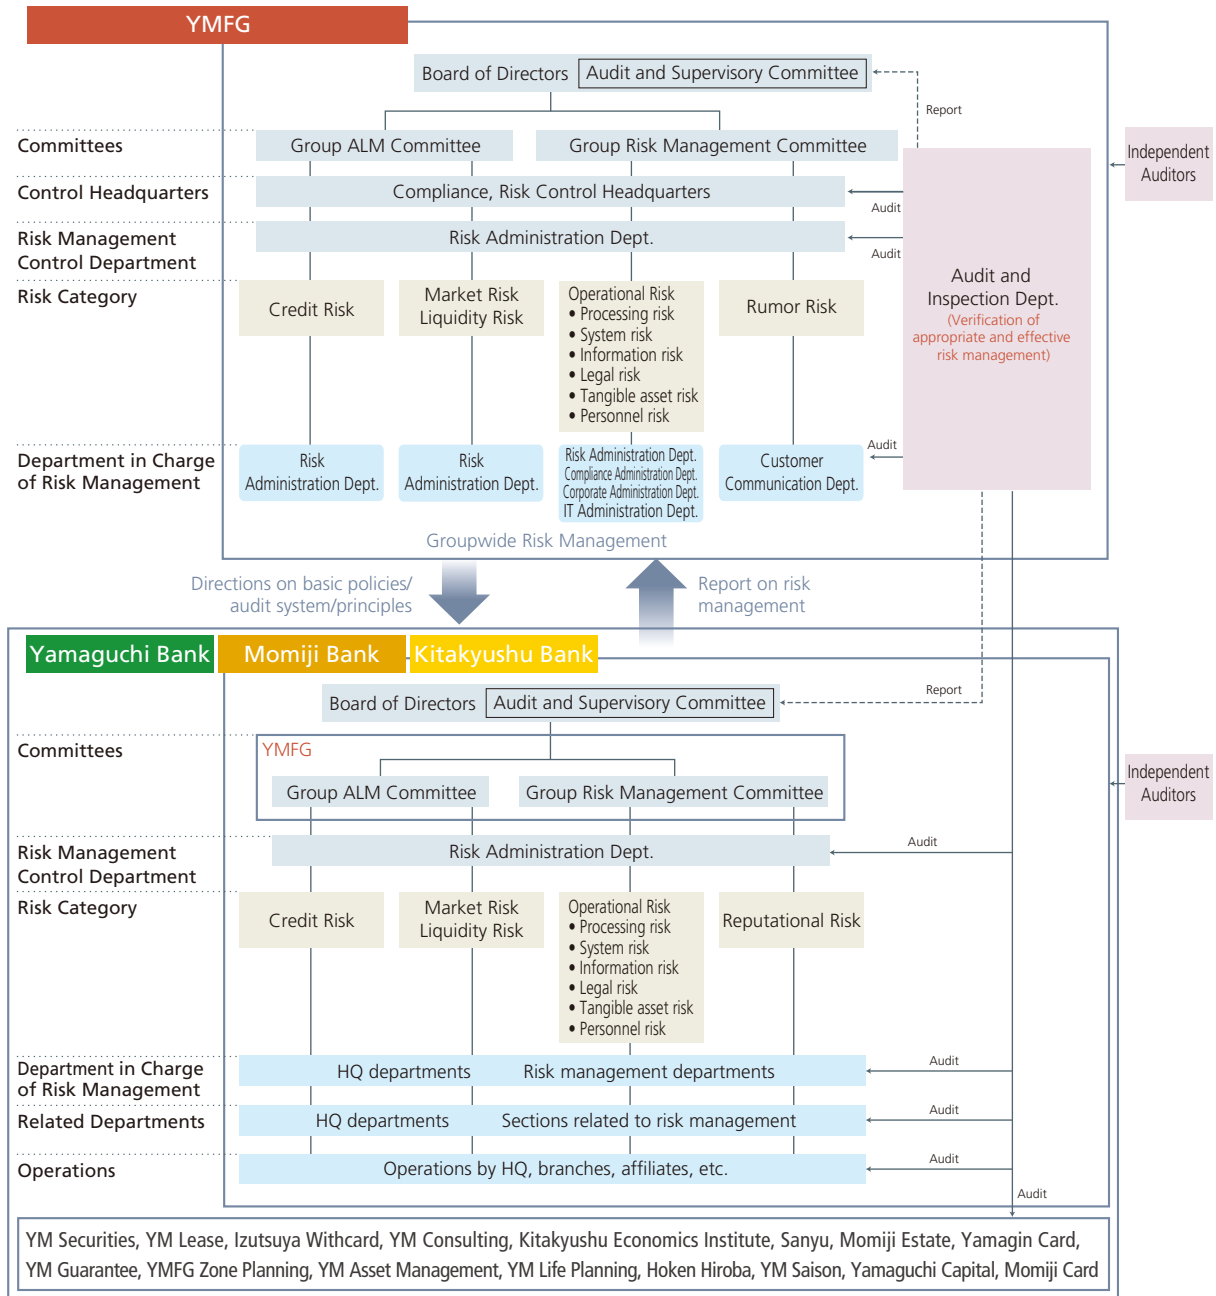 YMFG
Board of Directors
Audit and Supervisory Committee
Report
Committees
Group ALM Committee
Group Risk Management Committee
Independent
Auditors
Control Headquarters
Compliance, Risk Control Headquarters
Audit
Risk Management
Control Department
Risk Administration Dept.
Audit
Audit and
Inspection Dept.
(Verification of
appropriate and effective
risk management)
Risk Category
Credit Risk
Market Risk
Liquidity Risk
Operational Risk
• Processing risk
• System risk
• Information risk
• Legal risk
• Tangible asset risk
• Personnel risk
Rumor Risk
Department in Charge
of Risk Management
Risk
Administration Dept.
Risk
Administration Dept.
Risk Administration Dept.
Compliance Administration Dept.
Corporate Administration Dept.
IT Administration Dept.
Customer
Communication Dept.
Audit
Groupwide Risk Management
Directions on basic policies/
audit system/principles
Report on risk
management
Yamaguchi Bank
Momiji Bank
Kitakyushu Bank
Board of Directors
Audit and Supervisory Committee
Report
Committees
YMFG
Group ALM Committee
Group Risk Management Committee
Independent
Auditors
Risk Management
Control Department
Risk Administration Dept.
Audit
Risk Category
Credit Risk
Market Risk
Liquidity Risk
Operational Risk
• Processing risk
• System risk
• Information risk
• Legal risk
• Tangible asset risk
• Personnel risk
Reputational Risk
Department in Charge
of Risk Management
HQ departments
Risk management departments
Audit
Related Departments
HQ departments
Sections related to risk management
Audit
Operations
Operations by HQ, branches, affiliates, etc.
Audit
Audit
YM Securities, YM Lease, Izutsuya Withcard, YM Consulting, Kitakyushu Economics Institute, Sanyu, Momiji Estate, Yamagin Card,
YM Guarantee, YMFG Zone Planning, YM Asset Management, YM Life Planning, Hoken Hiroba, YM Saison, Yamaguchi Capital, Momiji Card